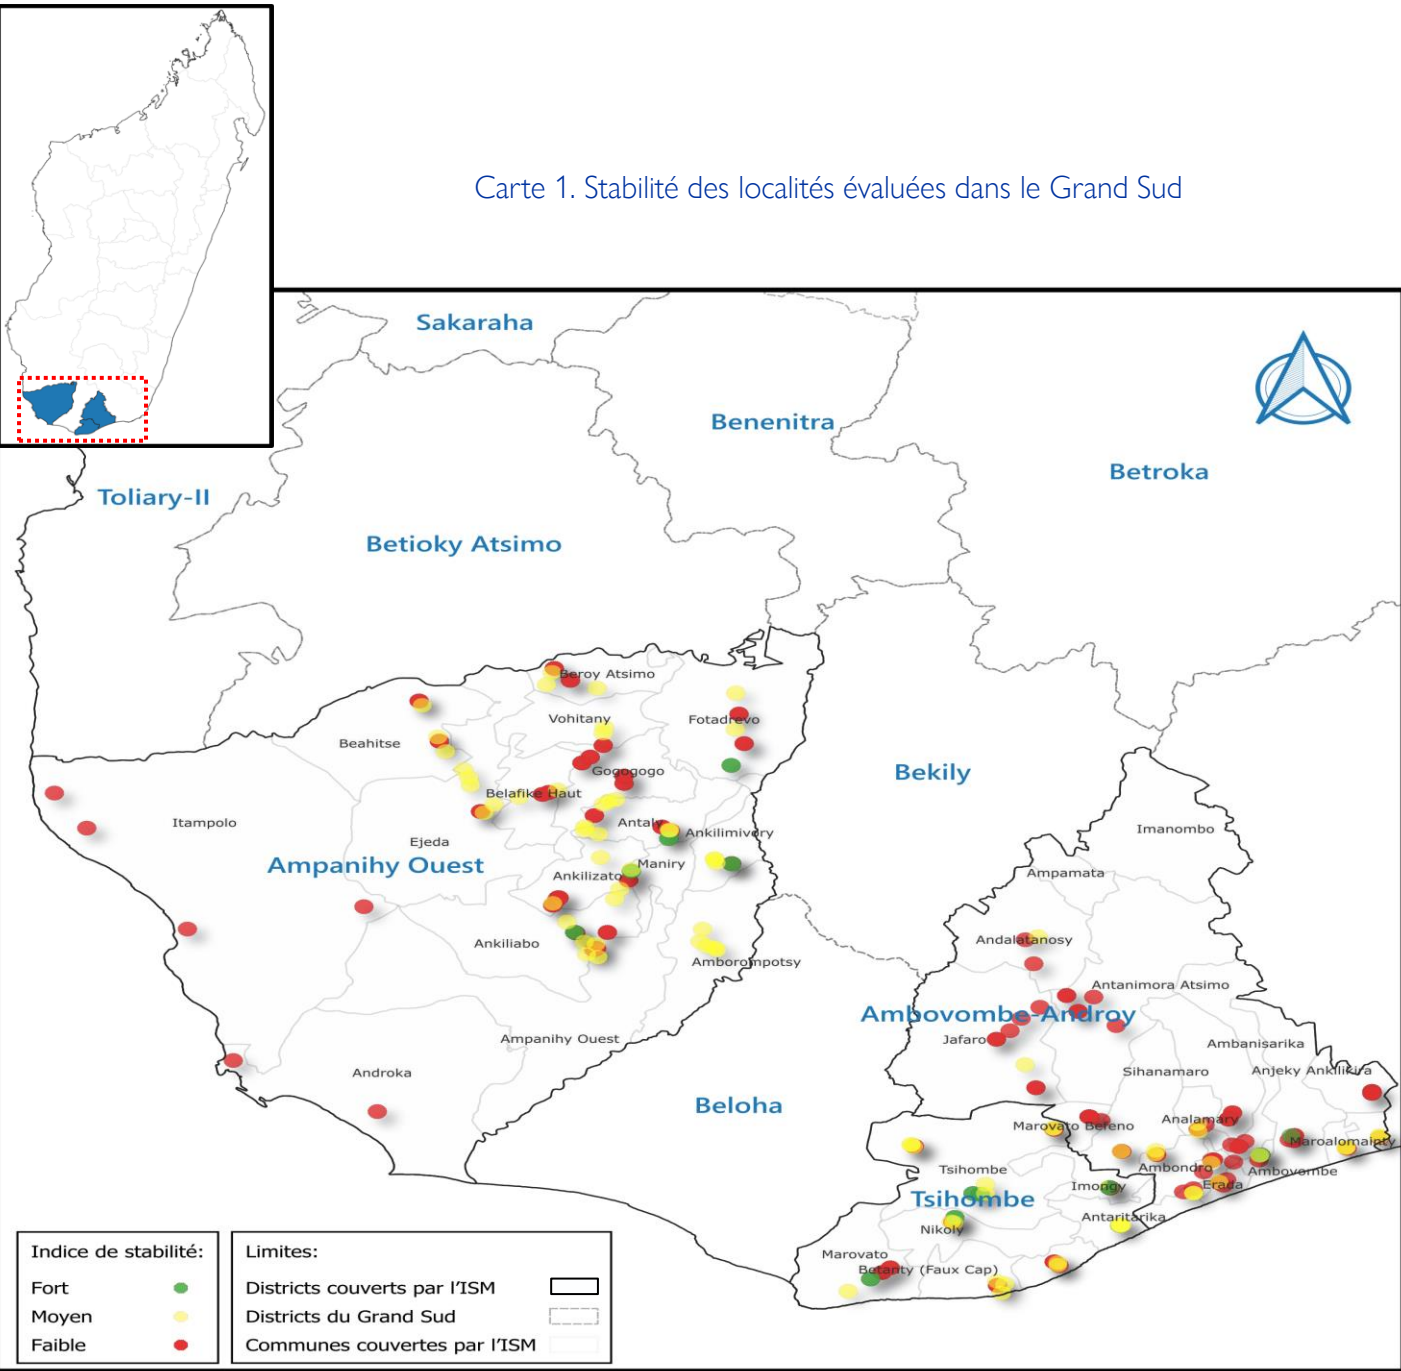 Carte 1. Stabilité des localités évaluées dans le Grand Sud
Sakaraha
Benenitra
Betroka
Toliary-II
Betioky Atsimo
Beroy Atsimo
Vohitany
Fotadrevo
Beahitse
Gogogogo
Bekily
Belafike Haut
Itampolo
Antaly
Ankilimivory
Imanombo
Ejeda
Ampanihy Ouest
Maniry
Ankilizato
Ampamata
Ankiliabo
Andalatanosy
Amborompotsy
Antanimora Atsimo
Ambovombe-Androy
Ampanihy Ouest
Jafaro
Ambanisarika
Androka
Sihanamaro
Anjeky Ankilikira
Beloha
Analamary
Marovato Befeno
Maroalomainty
Tsihombe
Ambondro
Ambovombe
Imongy
Erada
Tsihombe
Nikoly
Antaritarika
Marovato
Betanty (Faux Cap)
Indice de stabilité:
Fort
Moyen
Faible
Limites:
Districts couverts par l'ISM
Districts du Grand Sud
Communes couvertes par l'ISM